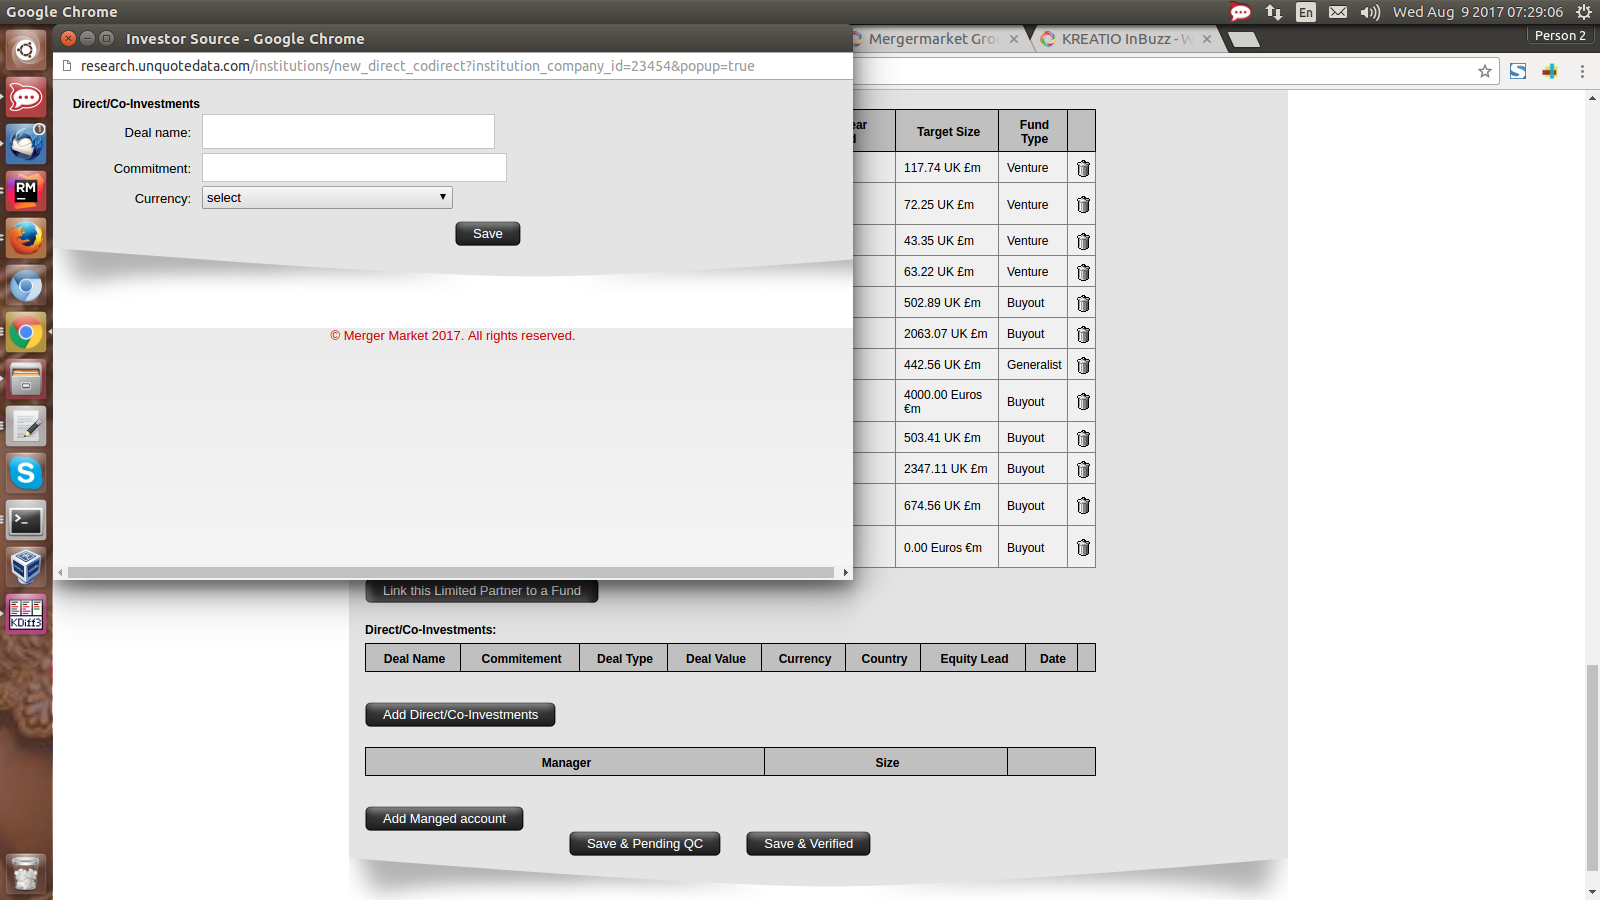 Google Chrome
En
Wed Aug 9 2017 07:29:06
Investor Source - Google Chrome
Mergermarket Gro
KREATIO InBuzz - W
Person 2
research.unquotedata.com/institutions/new_direct_codirect?institution_company_id=23454&popup=true
Direct/Co-Investments
Deal name:
Commitment:
Currency:
select
Save
© Merger Market 2017. All rights reserved.
Target Size
Fund Type
117.74 UK £m
Venture
72.25 UK £m
Venture
43.35 UK £m
Venture
63.22 UK £m
Venture
502.89 UK £m
Buyout
2063.07 UK £m
Buyout
442.56 UK £m
Generalist
4000.00 Euros €m
Buyout
503.41 UK £m
Buyout
2347.11 UK £m
Buyout
674.56 UK £m
Buyout
0.00 Euros €m
Buyout
Link this Limited Partner to a Fund
Direct/Co-Investments:
Deal Name
Commitement
Deal Type
Deal Value
Currency
Country
Equity Lead
Date
Add Direct/Co-Investments
Manager
Size
Add Manged account
Save & Pending QC
Save & Verified
RM
S
KDiff3